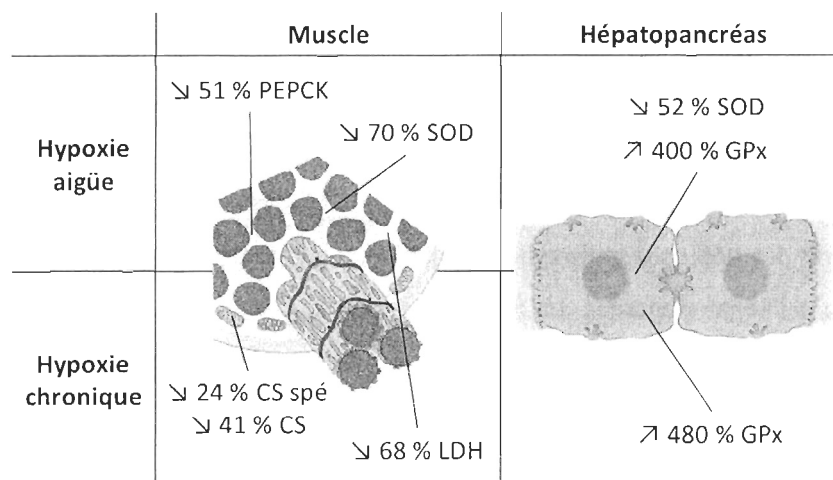 Muscle
Hépatopancréas
Hypoxie
aigüe
↘ 51 % PEPCK
↘ 70 % SOD
↘ 52 % SOD
↗ 400 % GPx
Hypoxie
chronique
↘ 24 % CS spé
↘ 41 % CS
↘ 68 % LDH
↗ 480 % GPx